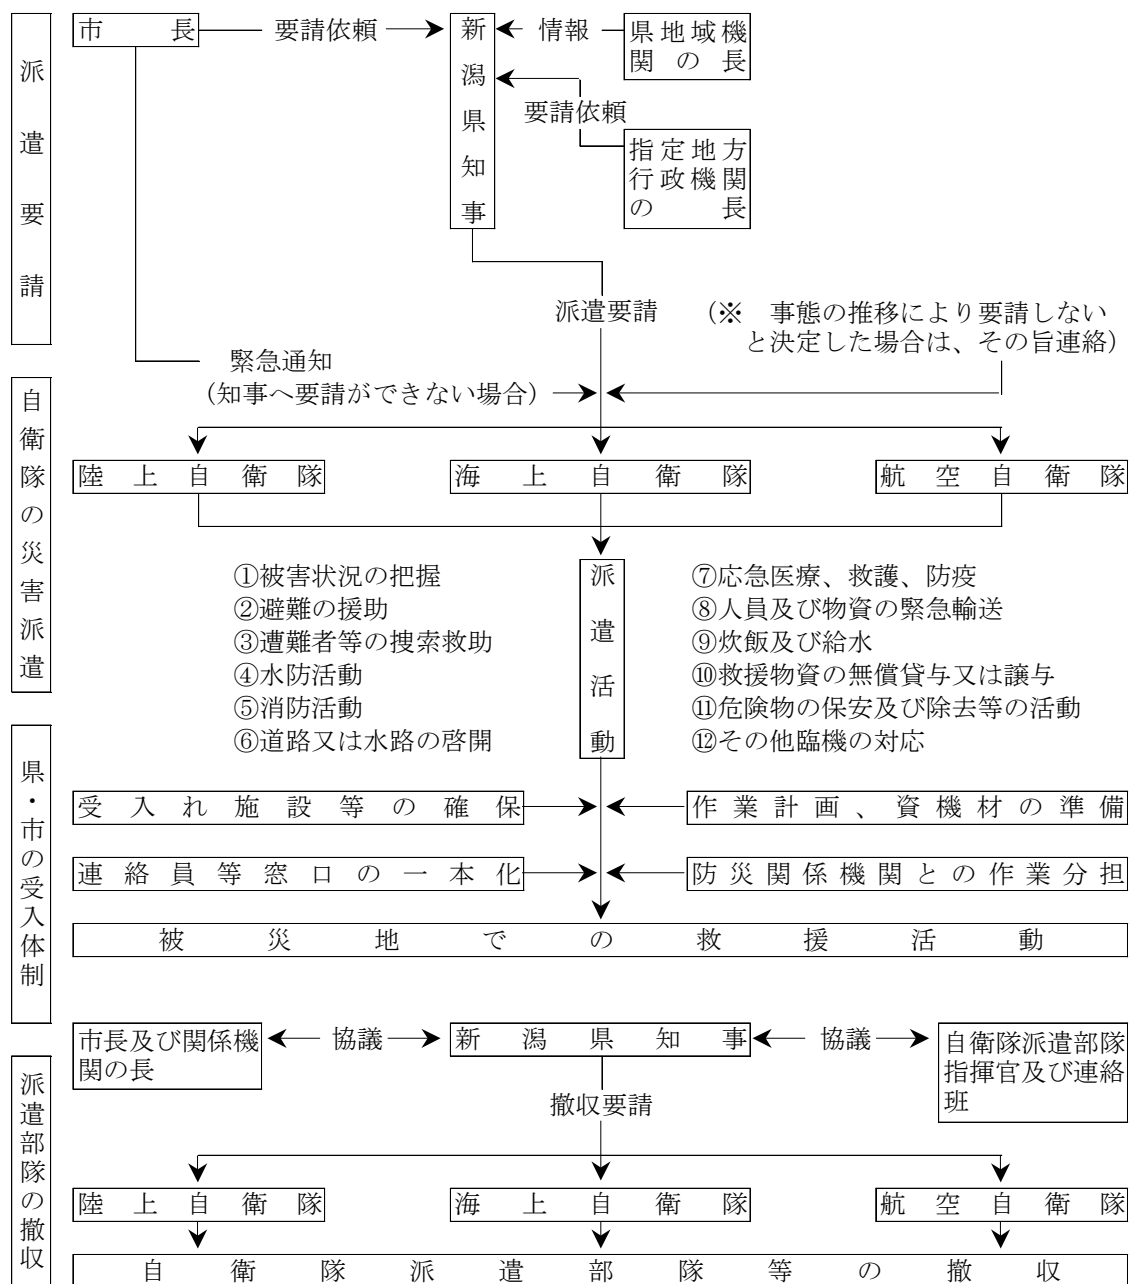 派遣要請
市長
要請依頼
新潟県知事
情報
県地域機
関の長
要請依頼
指定地方
行政機関
の長
派遣要請
（※　事態の推移により要請しない
と決定した場合は、その旨連絡）
緊急通知
（知事へ要請ができない場合）
自衛隊の災害派遣
陸上自衛隊
海上自衛隊
航空自衛隊
①被害状況の把握
②避難の援助
③遭難者等の捜索救助
④水防活動
⑤消防活動
⑥道路又は水路の啓開
派遣活動
⑦応急医療、救護、防疫
⑧人員及び物資の緊急輸送
⑨炊飯及び給水
⑩救援物資の無償貸与又は譲与
⑪危険物の保安及び除去等の活動
⑫その他臨機の対応
県・市の受入体制
受入れ施設等の確保
作業計画、資機材の準備
連絡員等窓口の一本化
防災関係機関との作業分担
被災地での救援活動
派遣部隊の撤収
市長及び関係機
関の長
協議
新潟県知事
協議
自衛隊派遣部隊
指揮官及び連絡
班
撤収要請
陸上自衛隊
海上自衛隊
航空自衛隊
自衛隊派遣部隊等の撤収